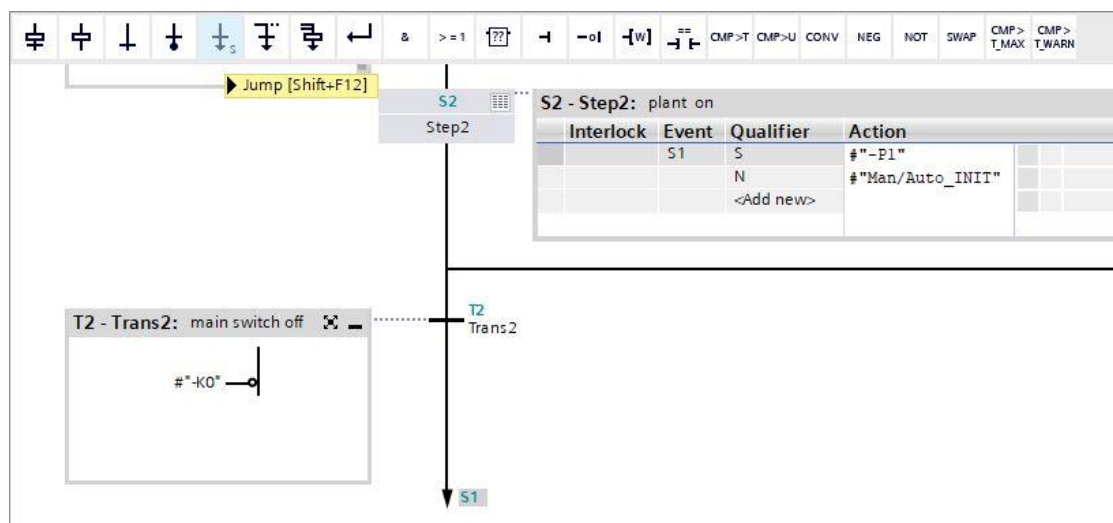 S & >=1 ?? [W] == CMP>T CMP>U CONV NEG NOT SWAP CMP> T_MAX CMP> T_WARN
Jump [Shift+F12]
S2
Step2
S2 - Step2: plant on
Interlock Event Qualifier Action
S1 S #"-P1"
N #"Man/Auto_INIT"
<Add new>
T2
Trans2
T2 - Trans2: main switch off
#"-K0"
S1